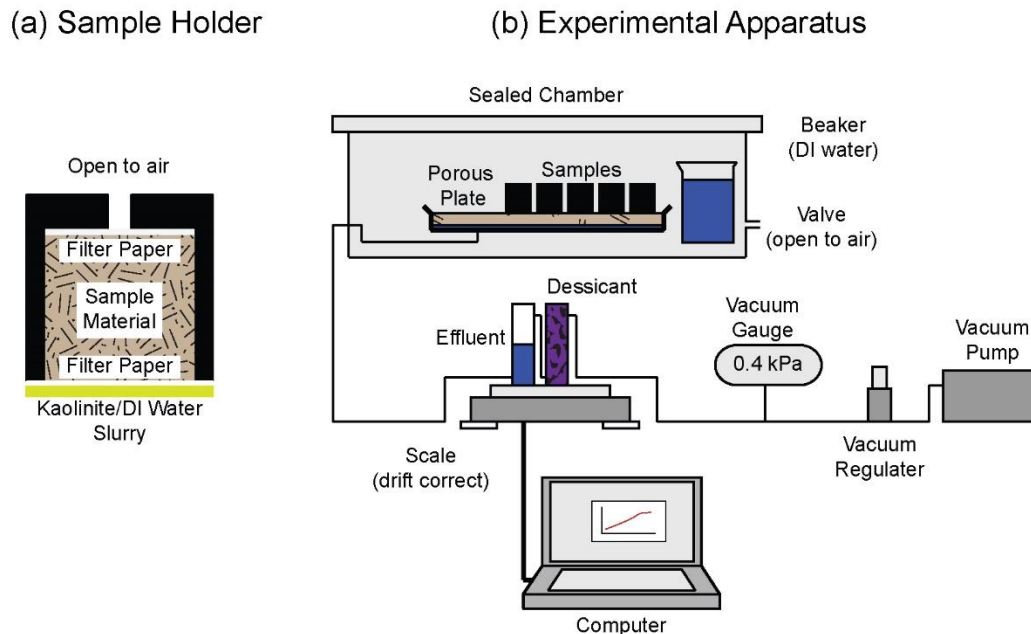 (a) Sample Holder
Open to air
Filter Paper
Sample
Material
Filter Paper
Kaolinite/DI Water
Slurry
(b) Experimental Apparatus
Sealed Chamber
Beaker
(DI water)
Porous
Plate
Samples
Valve
(open to air)
Dessicant
Effluent
Vacuum
Gauge
0.4 kPa
Vacuum
Pump
Vacuum
Regulater
Scale
(drift correct)
Computer